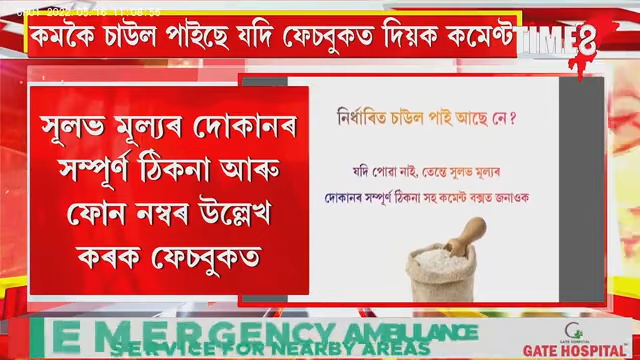 কমকৈ চাউল পাইছে যদি ফেচবুকত দিয়ক কমেণ্ট
TIME8
সূলভ মূল্যৰ দোকানৰ
সম্পূৰ্ণ ঠিকনা আৰু
ফোন নম্বৰ উল্লেখ
কৰক ফেচবুকত
নিৰ্ধাৰিত চাউল পাই আছে নে?
যদি পোৱা নাই, তেন্তে সুলভ মূল্যৰ
দোকানৰ সম্পূৰ্ণ ঠিকনা সহ কমেন্ট বক্সত জনাওক
EMERGENCY AMBULANCE
SERVICE FOR NEARBY AREAS
GATE HOSPITAL